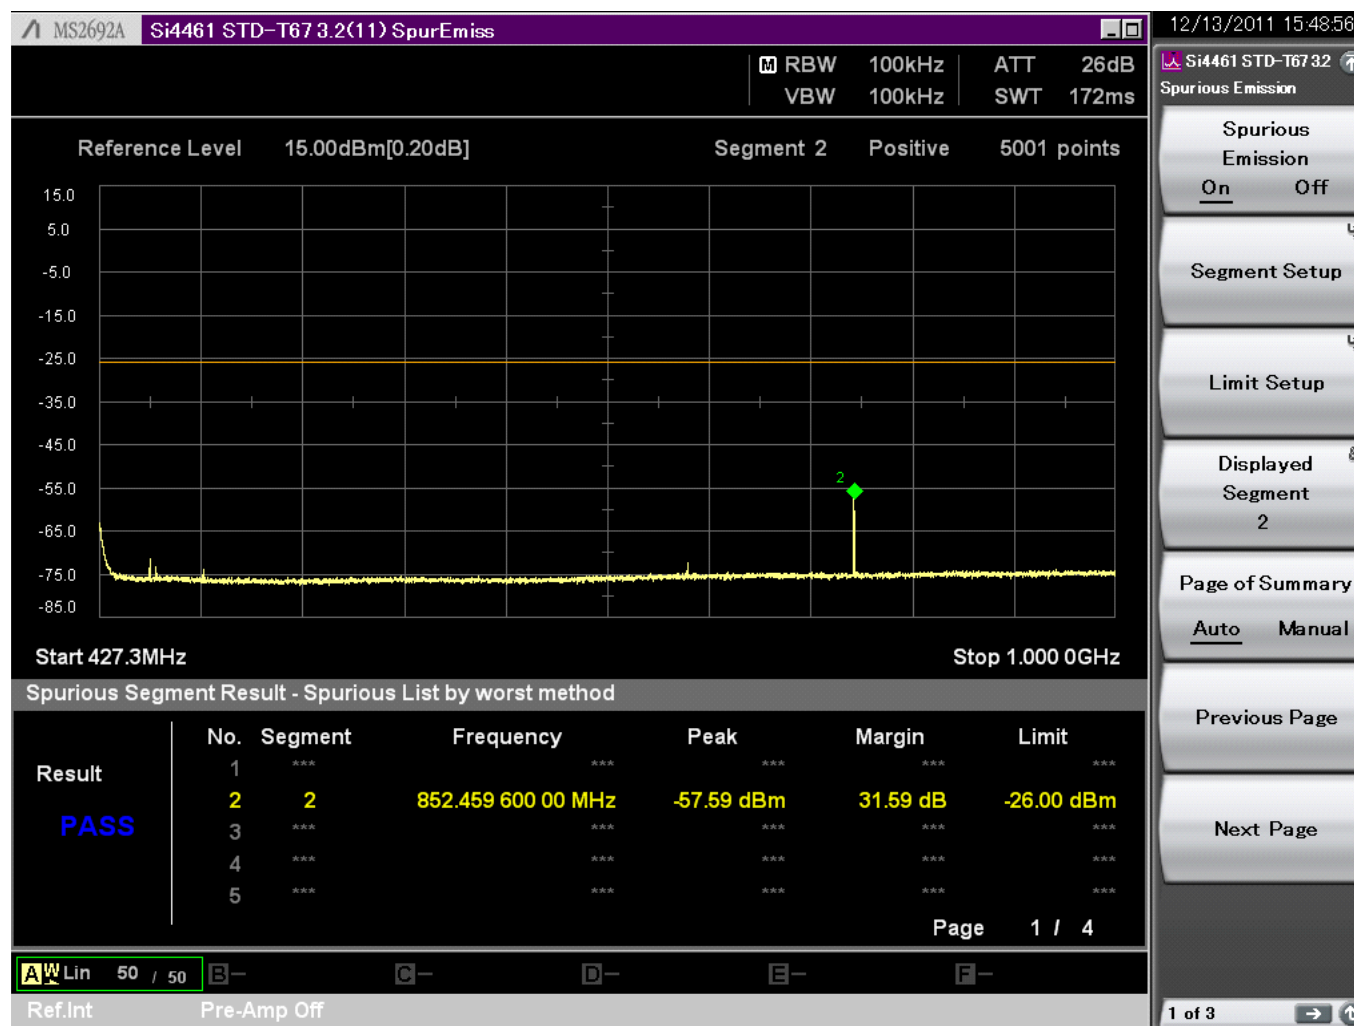 MS2692A Si4461 STD-T67 3.2(11) SpurEmiss
12/13/2011 15:48:56
M RBW 100kHz ATT 26dB
VBW 100kHz SWT 172ms
Si4461 STD-T67 3.2
Spurious Emission
Reference Level 15.00dBm[0.20dB] Segment 2 Positive 5001 points
15.0
5.0
-5.0
-15.0
-25.0
-35.0
-45.0
-55.0
-65.0
-75.0
-85.0
2
Start 427.3MHz Stop 1.000 0GHz
Spurious Segment Result - Spurious List by worst method
No. Segment Frequency Peak Margin Limit
Result
PASS
1 *** *** *** *** ***
2 2 852.459 600 00 MHz -57.59 dBm 31.59 dB -26.00 dBm
3 *** *** *** *** ***
4 *** *** *** *** ***
5 *** *** *** *** ***
Page 1 / 4
A W Lin 50 / 50 B- C- D- E- F-
Ref.Int Pre-Amp Off
Spurious
Emission
On Off
Segment Setup
Limit Setup
Displayed
Segment
2
Page of Summary
Auto Manual
Previous Page
Next Page
1 of 3